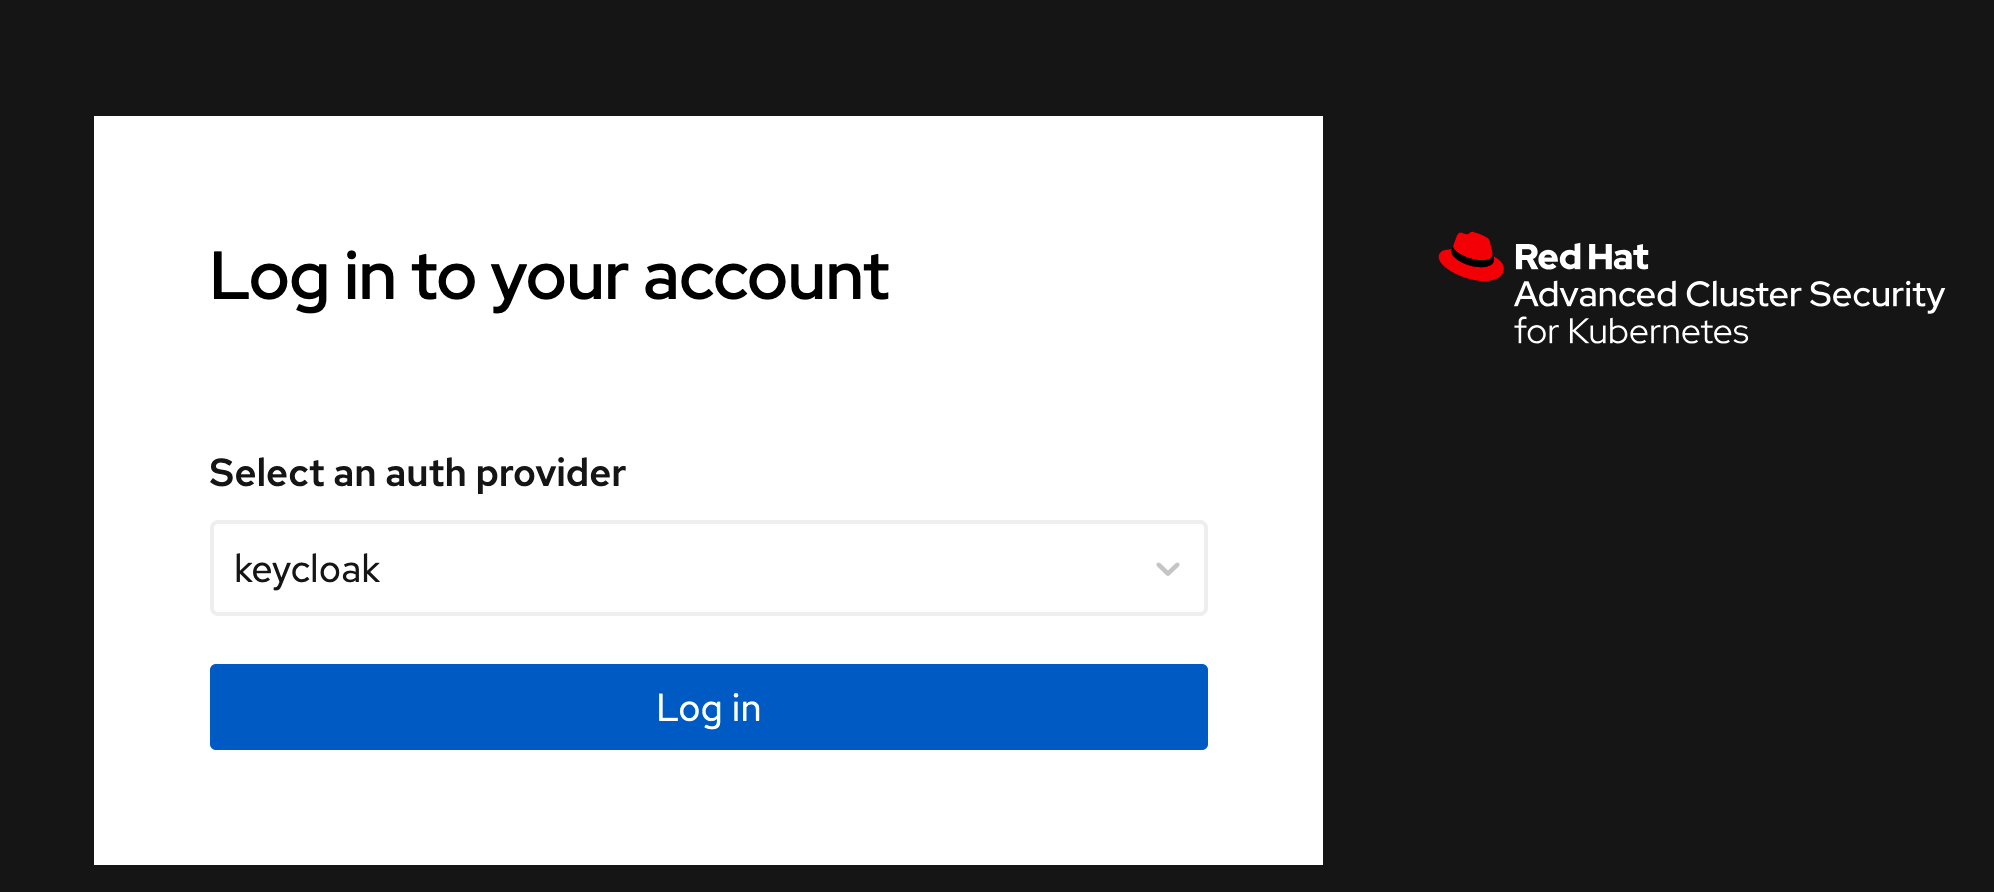 Log in to your account
Select an auth provider
keycloak
Log in
Red Hat
Advanced Cluster Security
for Kubernetes